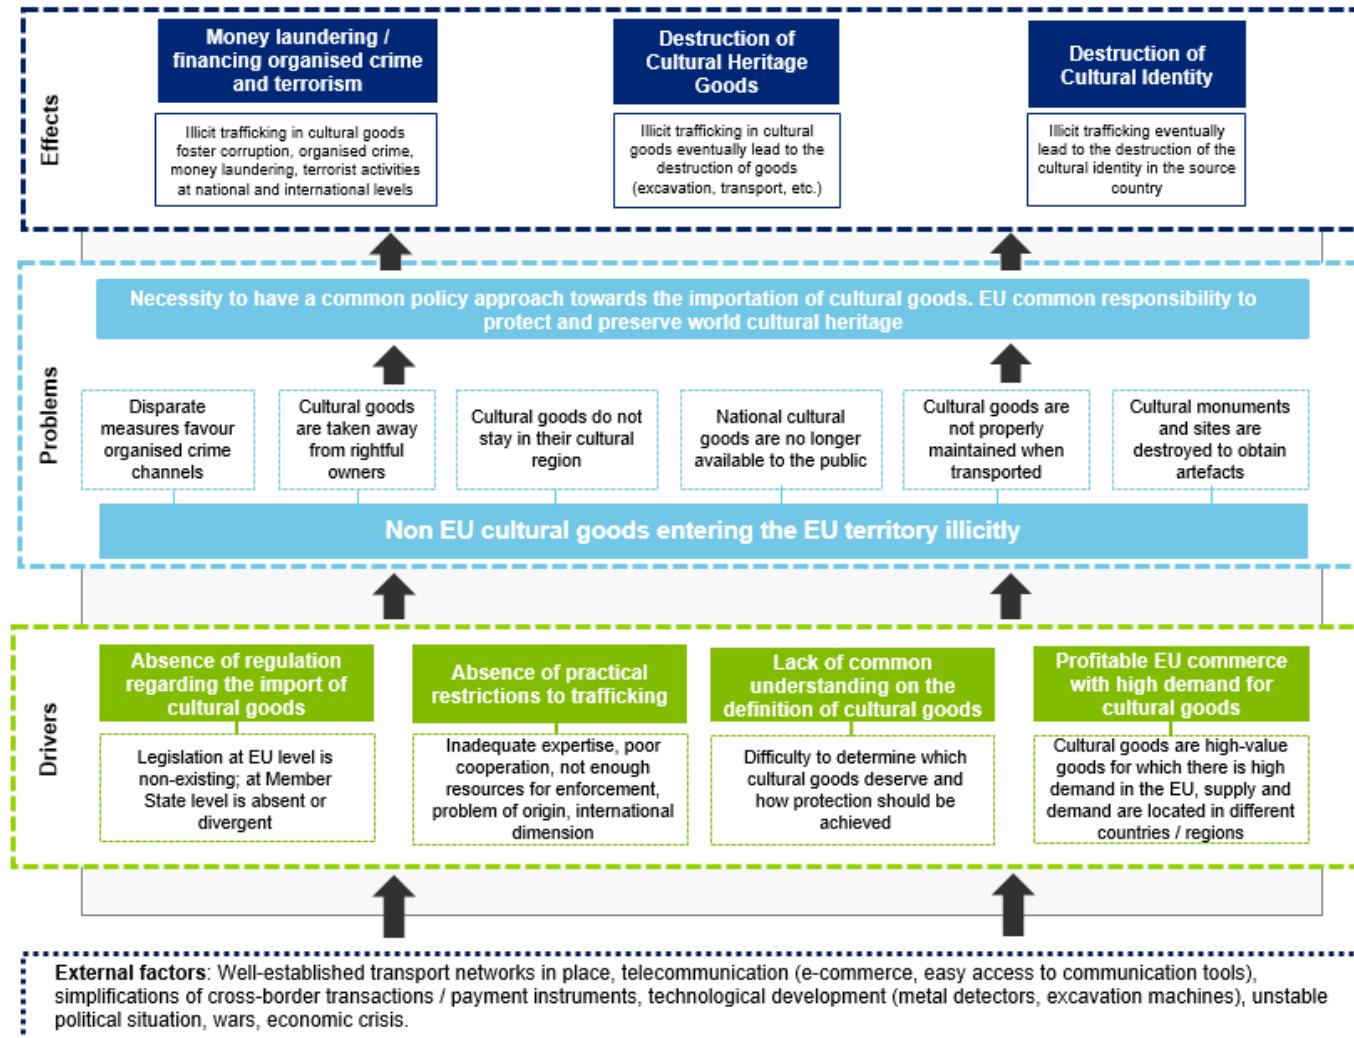 Effects
Money laundering /
financing organised crime
and terrorism
Illicit trafficking in cultural goods
foster corruption, organised crime,
money laundering, terrorist activities
at national and international levels
Destruction of
Cultural Heritage
Goods
Illicit trafficking in cultural
goods eventually lead to the
destruction of goods
(excavation, transport, etc.)
Destruction of
Cultural Identity
Illicit trafficking eventually
lead to the destruction of the
cultural identity in the source
country
Problems
Necessity to have a common policy approach towards the importation of cultural goods. EU common responsibility to
protect and preserve world cultural heritage
Disparate
measures favour
organised crime
channels
Cultural goods
are taken away
from rightful
owners
Cultural goods do not
stay in their cultural
region
National cultural
goods are no longer
available to the public
Cultural goods are
not properly
maintained when
transported
Cultural monuments
and sites are
destroyed to obtain
artefacts
Non EU cultural goods entering the EU territory illicitly
Drivers
Absence of regulation
regarding the import of
cultural goods
Legislation at EU level is
non-existing; at Member
State level is absent or
divergent
Absence of practical
restrictions to trafficking
Inadequate expertise, poor
cooperation, not enough
resources for enforcement,
problem of origin, international
dimension
Lack of common
understanding on the
definition of cultural goods
Difficulty to determine which
cultural goods deserve and
how protection should be
achieved
Profitable EU commerce
with high demand for
cultural goods
Cultural goods are high-value
goods for which there is high
demand in the EU, supply and
demand are located in different
countries / regions
External factors: Well-established transport networks in place, telecommunication (e-commerce, easy access to communication tools),
simplifications of cross-border transactions / payment instruments, technological development (metal detectors, excavation machines), unstable
political situation, wars, economic crisis.